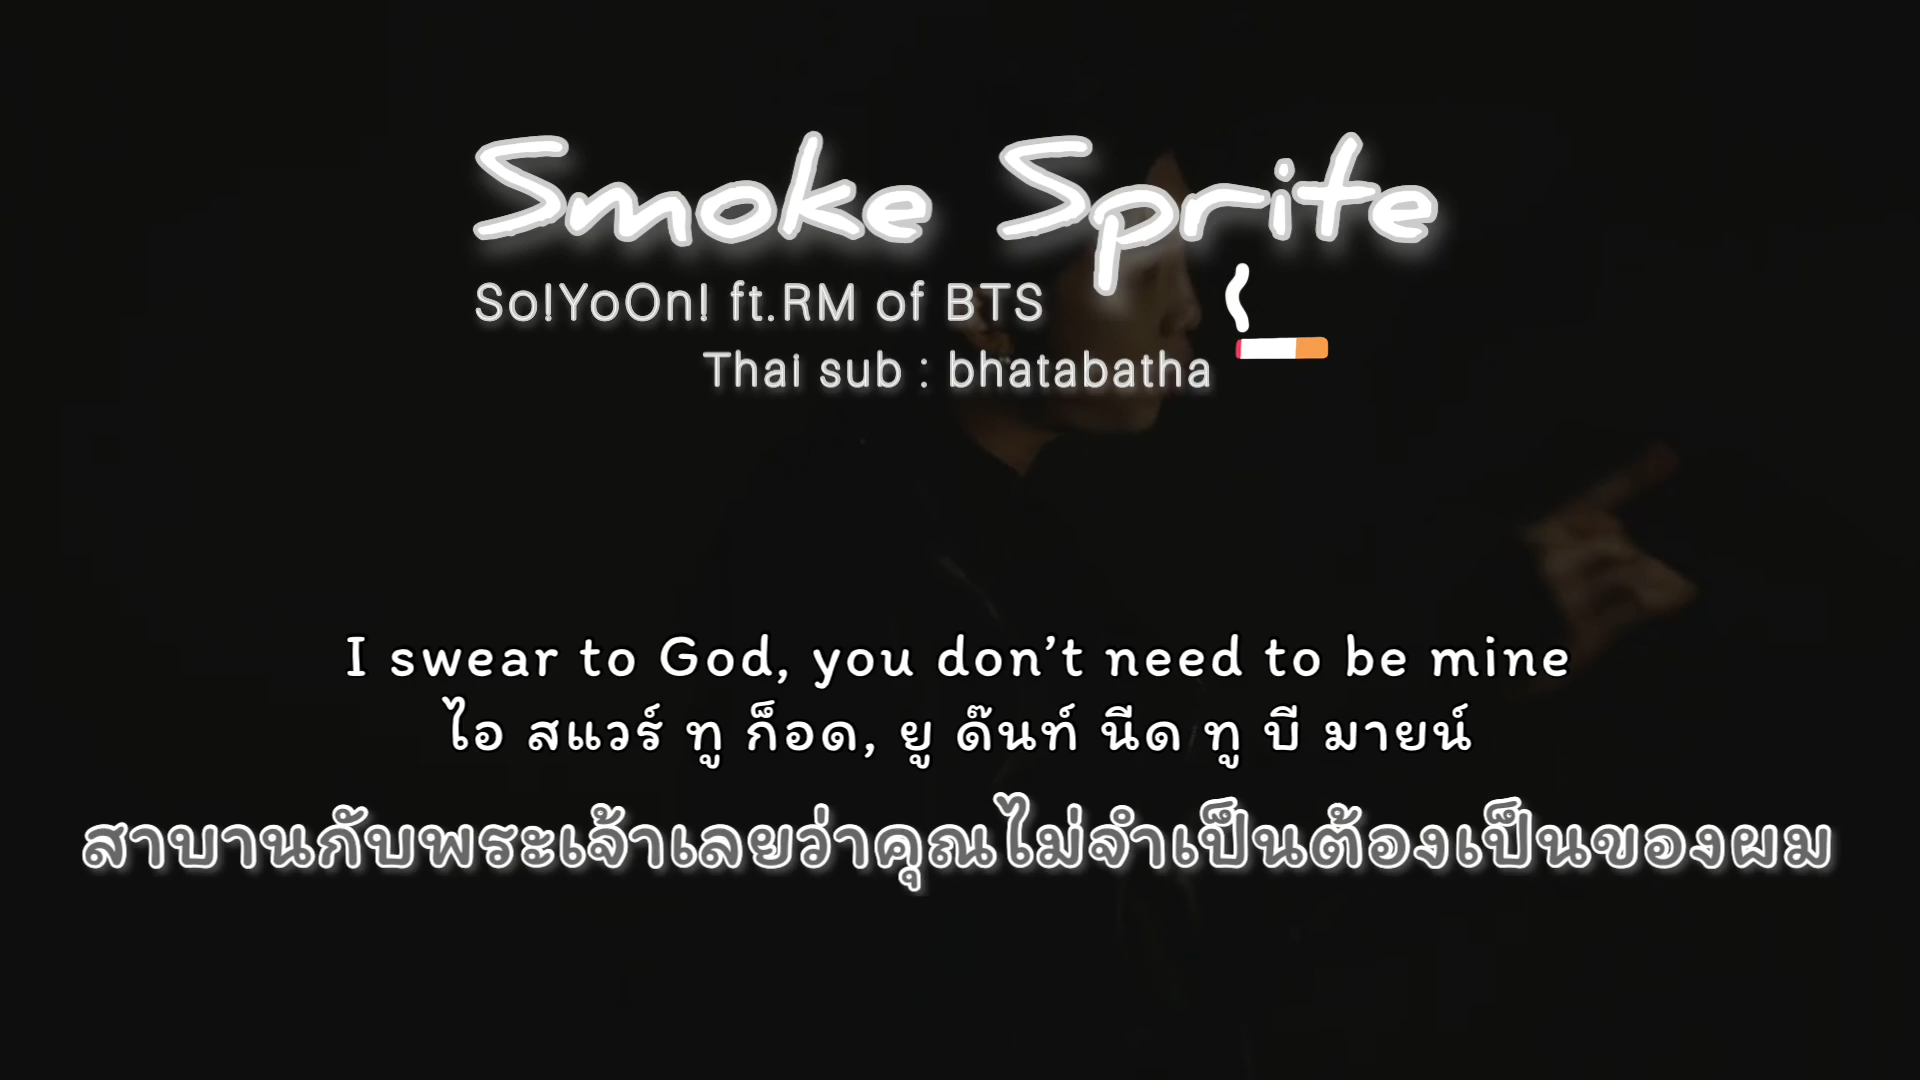 Smoke Sprite
So!YoOn! ft.RM of BTS
Thai sub : bhatabatha
I swear to God, you don’t need to be mine
ไอ สแวร์ ทู ก็อด, ยู ด๊นท์ นีด ทู บี มายน์
สาบานกับพระเจ้าเลยว่าคุณไม่จำเป็นต้องเป็นของผม